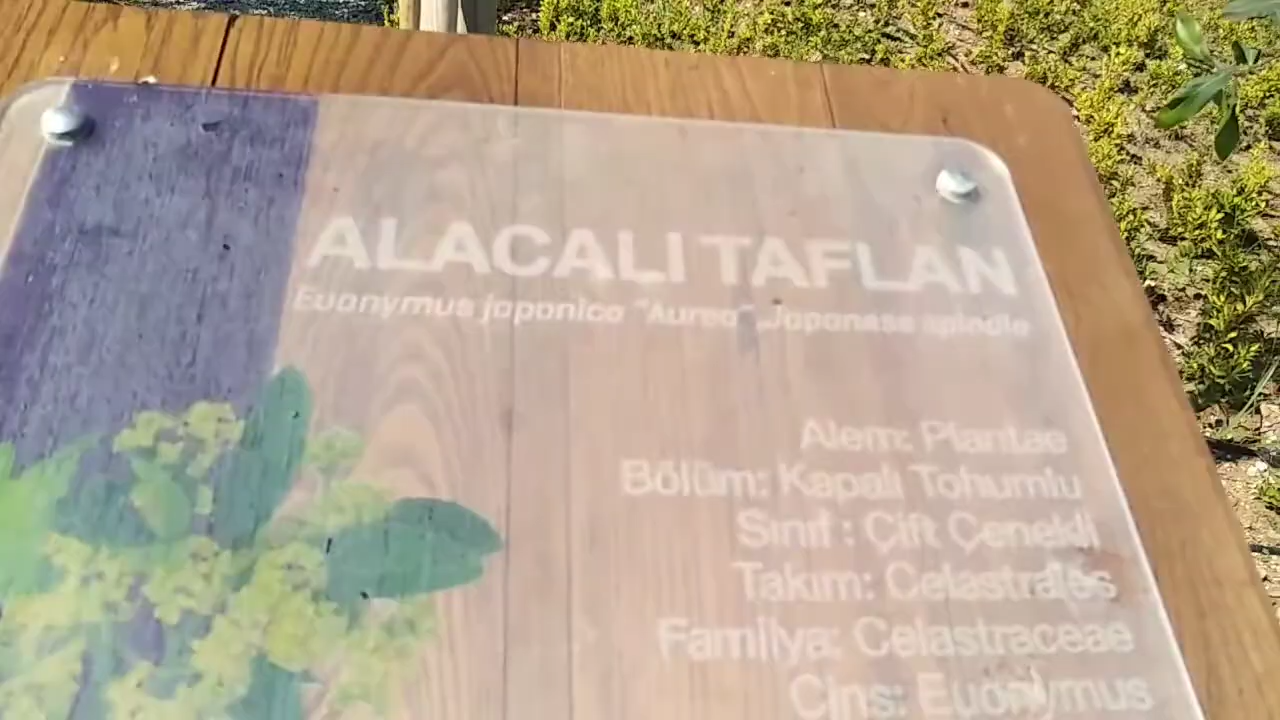 ALACALI TAFLAN
Euonymus japonica "Aurea" Japanese spindle
Alem: Plantae
Bölüm: Kapalı Tohumlu
Sınıf : Çift Çenekli
Takım: Celastrales
Familya: Celastraceae
Cins: Euonymus